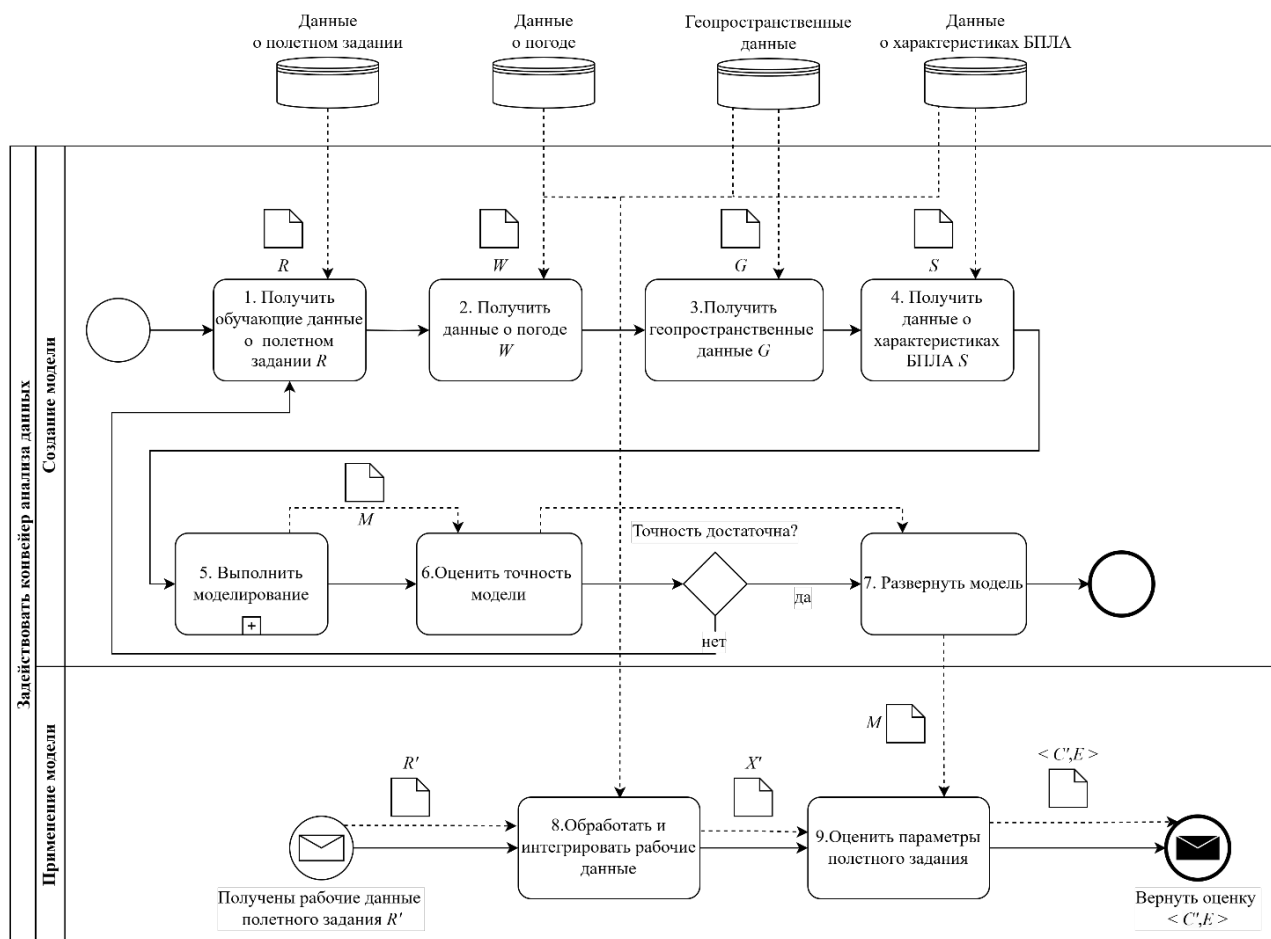 Данные
о полетном задании
Данные
о погоде
Геопространственные
данные
Данные
о характеристиках БПЛА
Задействовать конвейер анализа данных
Создание модели
R
W
G
S
1. Получить
обучающие данные
о полетном
задании R
2. Получить
данные о погоде
W
3.Получить
геопространственные
данные G
4. Получить
данные о
характеристиках
БПЛА S
M
Точность достаточна?
5. Выполнить
моделирование
+
6.Оценить точность
модели
да
нет
7. Развернуть модель
Применение модели
M
R'
X'
< C',E >
8.Обработать и
интегрировать рабочие
данные
9.Оценить параметры
полетного задания
Получены рабочие данные
полетного задания R'
Вернуть оценку
< C',E >